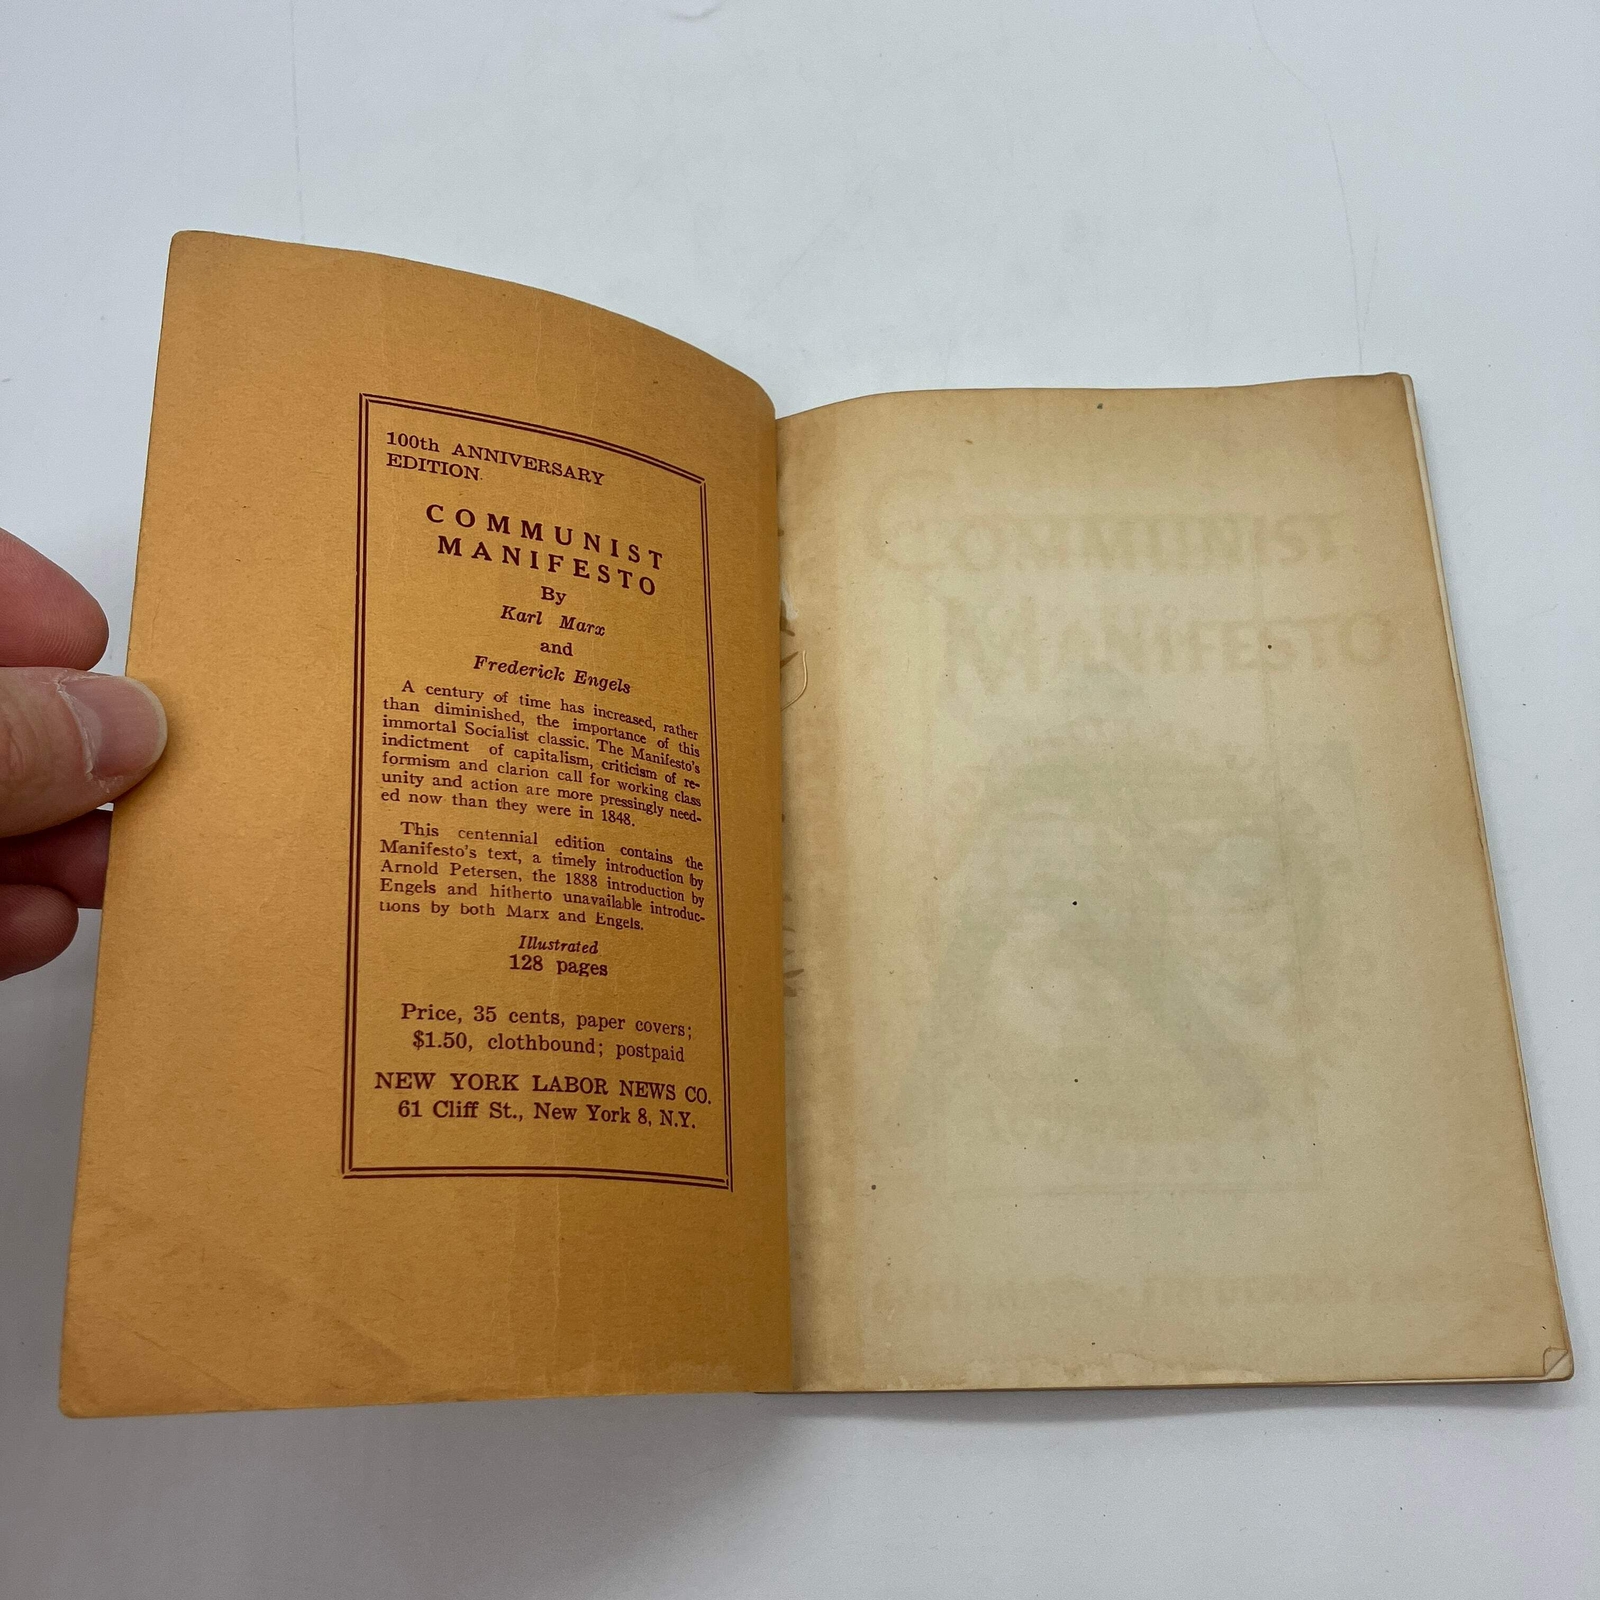 100th ANNIVERSARY
EDITION
COMMUNIST
MANIFESTO
By
Karl Marx
and
Frederick Engels
A century of time has increased, rather
than diminished, the importance of this
immortal Socialist classic. The Manifesto's
indictment of capitalism, criticism of re-
formism and clarion call for working class
unity and action are more pressingly need-
ed now than they were in 1848.
This centennial edition contains the
Manifesto's text, a timely introduction by
Arnold Petersen, the 1888 introduction by
Engels and hitherto unavailable introduc-
tions by both Marx and Engels.
Illustrated
128 pages
Price, 35 cents, paper covers;
$1.50, clothbound; postpaid
NEW YORK LABOR NEWS CO.
61 Cliff St., New York 8, N.Y.
COMMUNIST
MANIFESTO